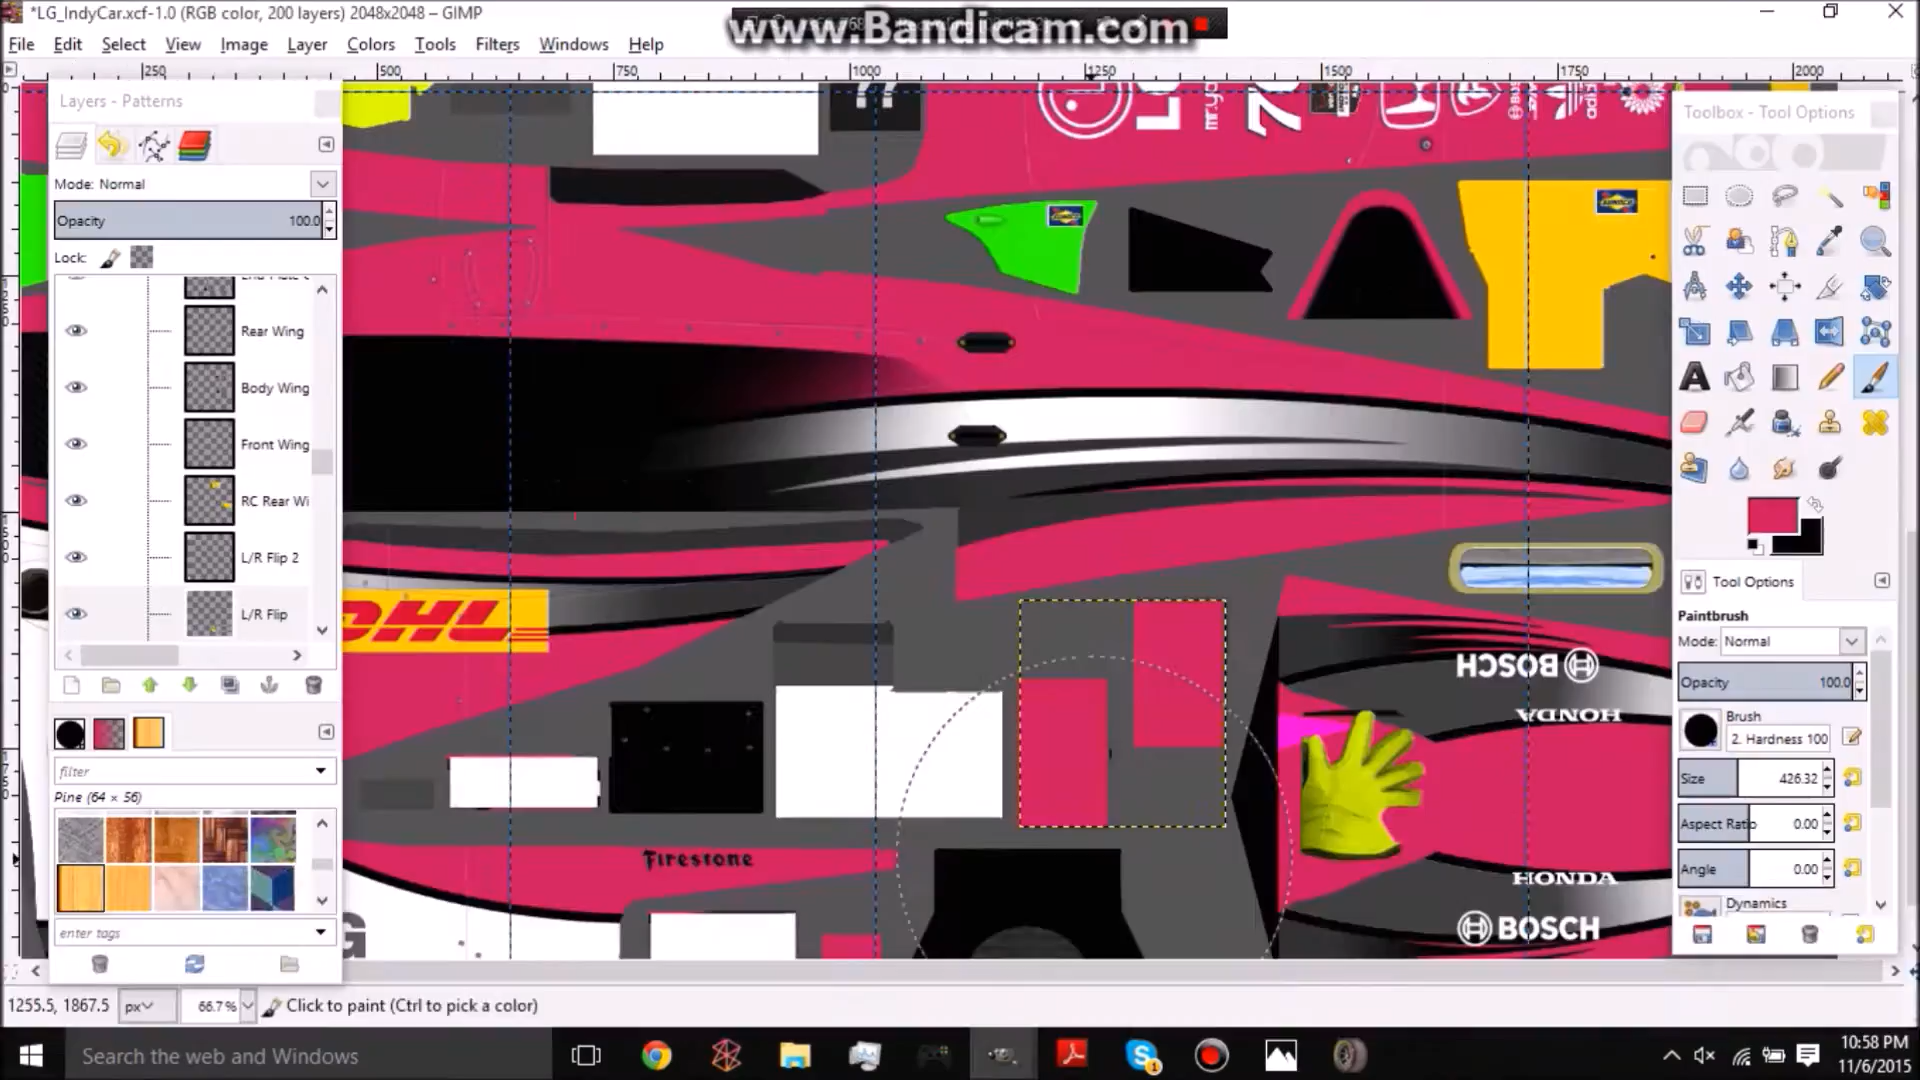 *LG_IndyCar.xcf-1.0 (RGB color, 200 layers) 2048x2048 – GIMP
www.Bandicam.com
File Edit Select View Image Layer Colors Tools Filters Windows Help
250 500 750 1000 1250 1500 1750 2000
Layers - Patterns
Mode: Normal
Opacity 100.0
Lock:
Rear Wing
Body Wing
Front Wing
RC Rear Wi
L/R Flip 2
L/R Flip
filter
Pine (64 × 56)
enter tags
??
SUNOCO
SUNOCO
DHL
Firestone
BOSCH
HONDA
HONDA
BOSCH
G
Toolbox - Tool Options
Tool Options
Paintbrush
Mode: Normal
Opacity 100.0
Brush
2. Hardness 100
Size 426.32
Aspect Ratio 0.00
Angle 0.00
Dynamics
1255.5, 1867.5 px 66.7% Click to paint (Ctrl to pick a color)
Search the web and Windows
1
10:58 PM
11/6/2015